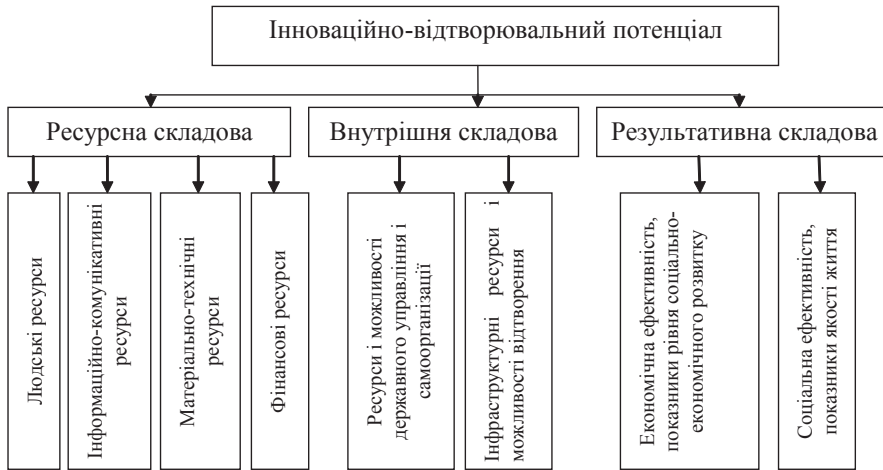 Інноваційно-відтворювальний потенціал
Ресурсна складова
Внутрішня складова
Результативна складова
Людські ресурси
Інформаційно-комунікативні
ресурси
Матеріально-технічні
ресурси
Фінансові ресурси
Ресурси і можливості
державного управління і
самоорганізації
Інфраструктурні ресурси і
можливості відтворення
Економічна ефективність,
показники рівня соціально-
економічного розвитку
Соціальна ефективність,
показники якості життя